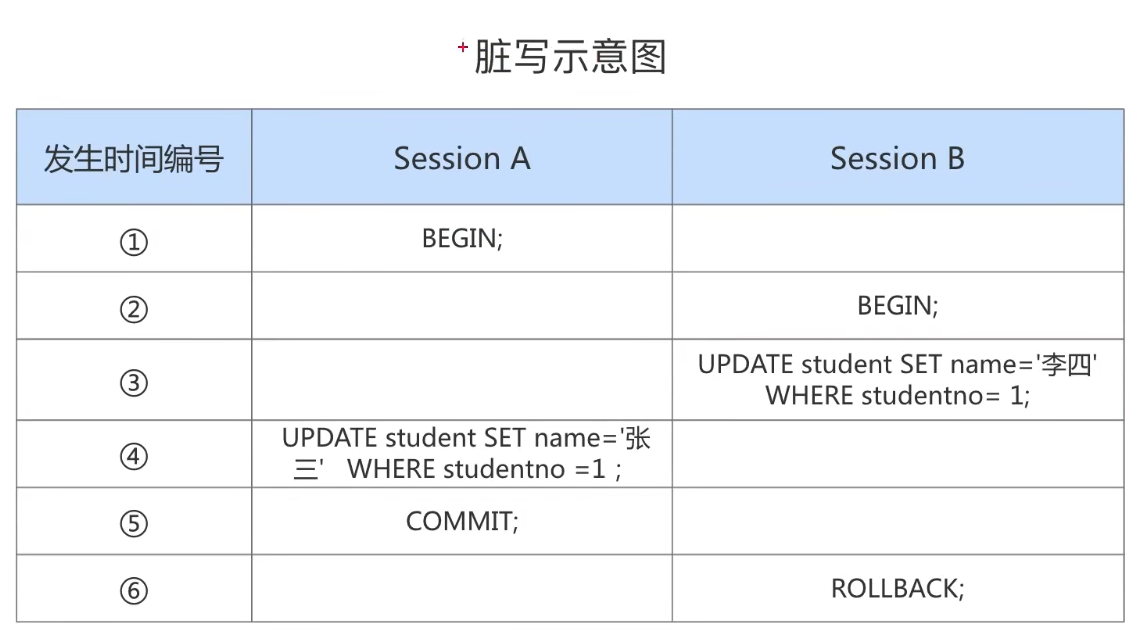 +脏写示意图
发生时间编号 Session A Session B
① BEGIN;
② BEGIN;
③ UPDATE student SET name='李四'
WHERE studentno= 1;
④ UPDATE student SET name='张
三' WHERE studentno =1 ;
⑤ COMMIT;
⑥ ROLLBACK;